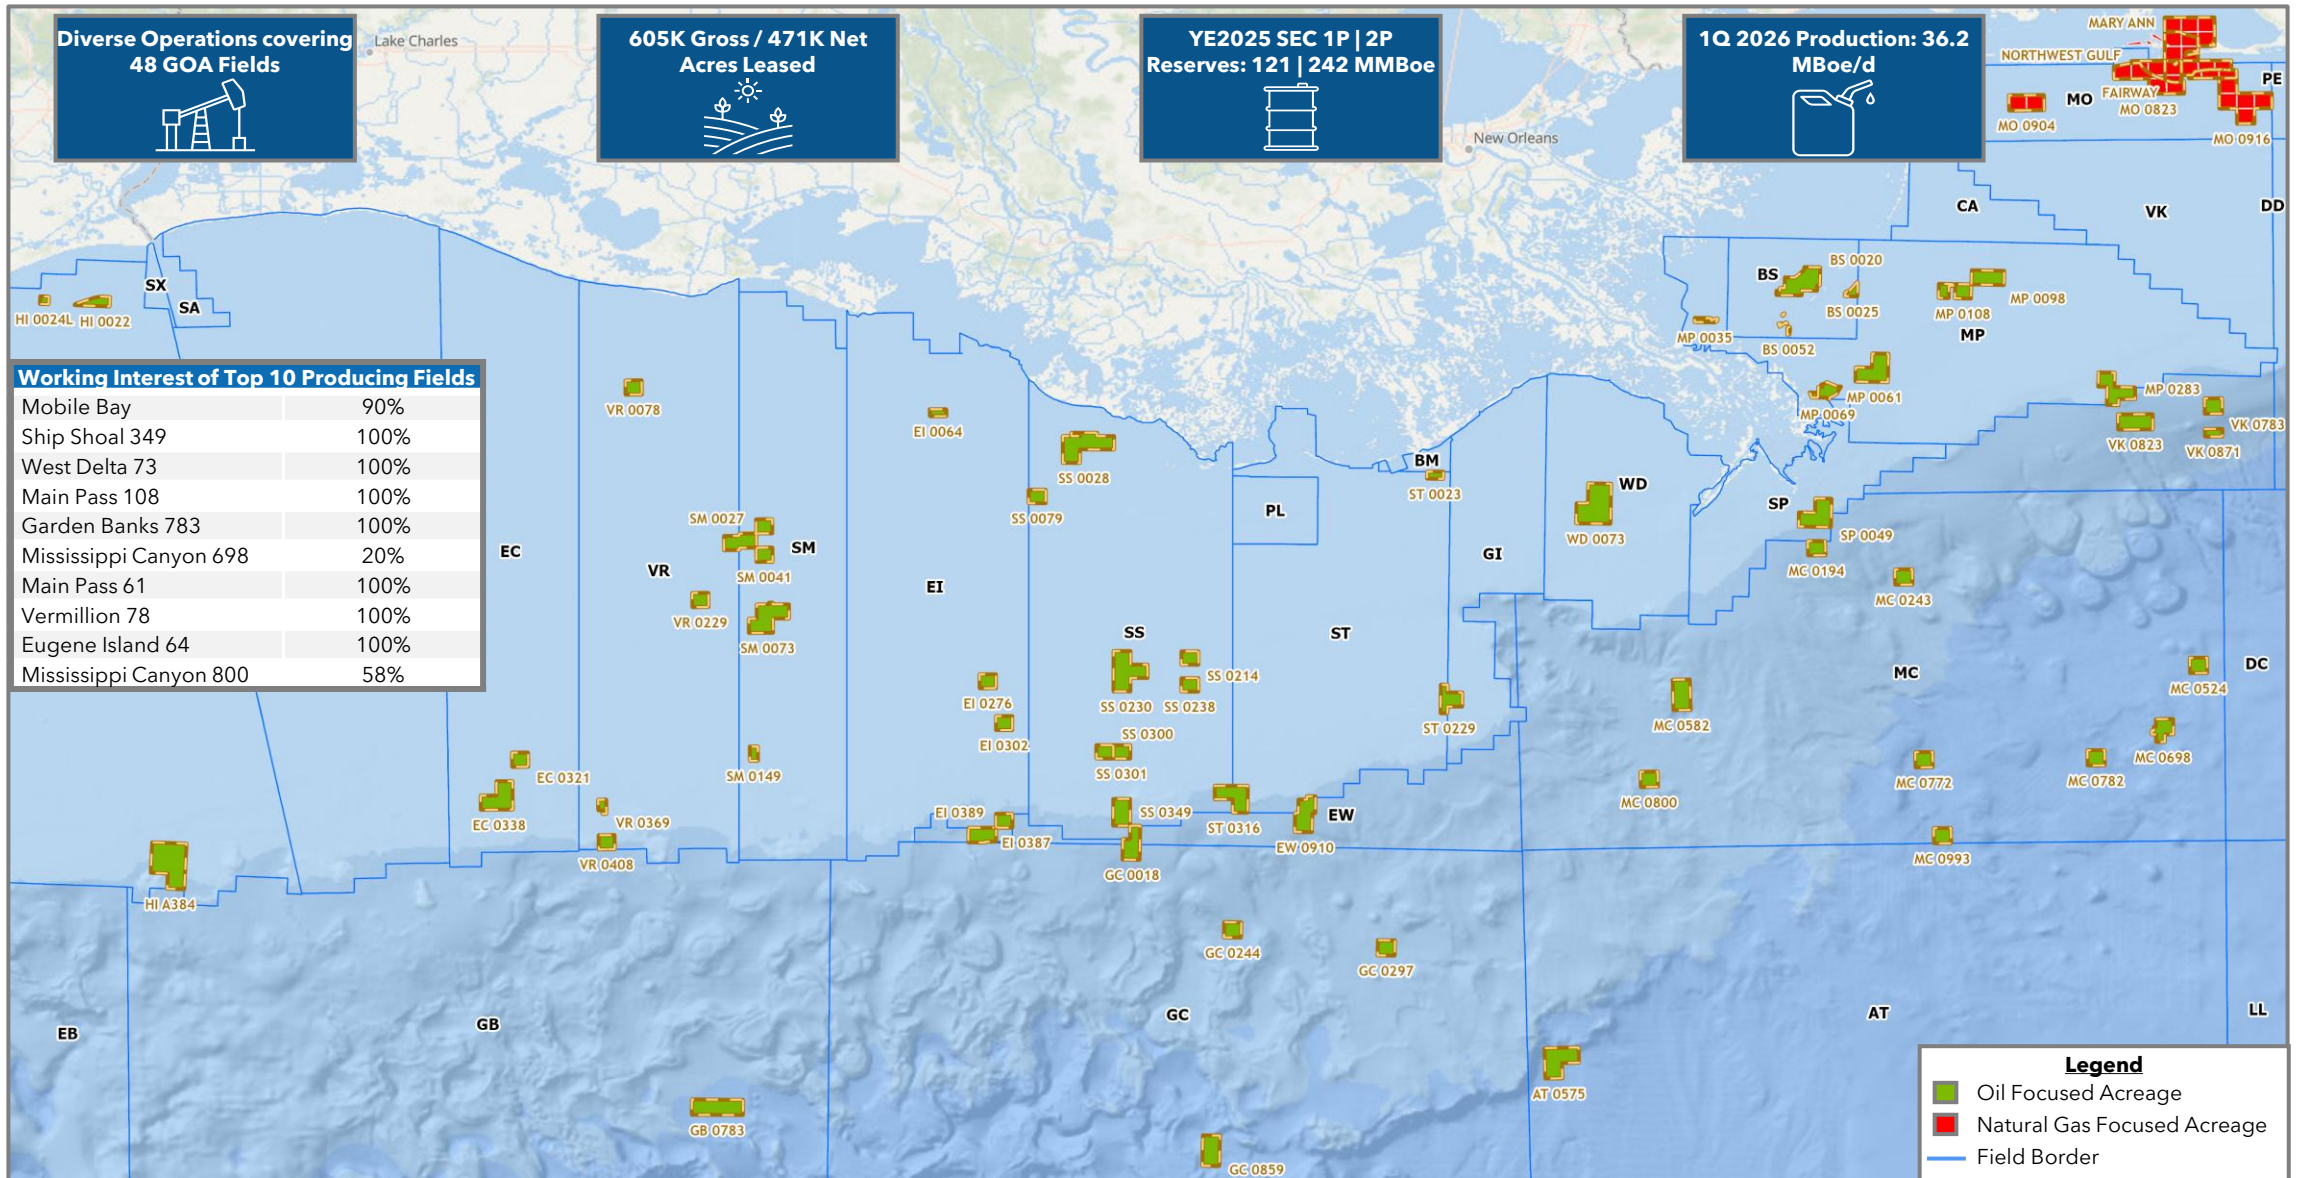 Diverse Operations covering
48 GOA Fields
605K Gross / 471K Net
Acres Leased
YE2025 SEC 1P | 2P
Reserves: 121 | 242 MMBoe
1Q 2026 Production: 36.2
MBoe/d
Lake Charles
New Orleans
MARY ANN
NORTHWEST GULF
FAIRWAY
MO
PE
MO 0823
MO 0904
MO 0916
CA
VK
DD
SX
SA
HI 0024L
HI 0022
BS
BS 0020
BS 0025
BS 0052
MP 0035
MP 0098
MP 0108
MP
MP 0061
MP 0069
MP 0283
VK 0783
VK 0823
VK 0871
Working Interest of Top 10 Producing Fields
Mobile Bay 90%
Ship Shoal 349 100%
West Delta 73 100%
Main Pass 108 100%
Garden Banks 783 100%
Mississippi Canyon 698 20%
Main Pass 61 100%
Vermillion 78 100%
Eugene Island 64 100%
Mississippi Canyon 800 58%
VR 0078
EI 0064
SS 0028
SS 0079
BM
ST 0023
PL
WD
WD 0073
SP
SP 0049
MC 0194
MC 0243
GI
EC
VR
SM 0027
SM
SM 0041
VR 0229
SM 0073
EI
SS
ST
SS 0214
SS 0230
SS 0238
EI 0276
EI 0302
SS 0300
SS 0301
ST 0229
MC
DC
MC 0524
MC 0582
MC 0698
MC 0772
MC 0782
MC 0800
MC 0993
EC 0321
EC 0338
SM 0149
VR 0369
VR 0408
EI 0389
EI 0387
SS 0349
ST 0316
EW
EW 0910
GC 0018
HI A384
GC 0244
GC 0297
EB
GB
GC
AT
LL
AT 0575
GB 0783
GC 0859
Legend
Oil Focused Acreage
Natural Gas Focused Acreage
Field Border